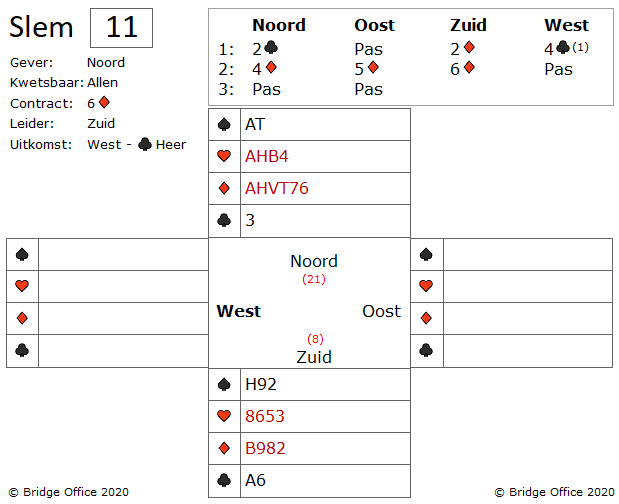 Slem 11
Gever: Noord
Kwetsbaar: Allen
Contract: 6♦
Leider: Zuid
Uitkomst: West - ♣ Heer
Noord Oost Zuid West
1: 2♣ Pas 2♦ 4♣(1)
2: 4♦ 5♦ 6♦ Pas
3: Pas Pas
♠ AT
♥ AHB4
♦ AHVT76
♣ 3
♠ ♠
♥ ♥
♦ ♦
♣ ♣
Noord
(21)
West Oost
(8)
Zuid
♠ H92
♥ 8653
♦ B982
♣ A6
© Bridge Office 2020 © Bridge Office 2020